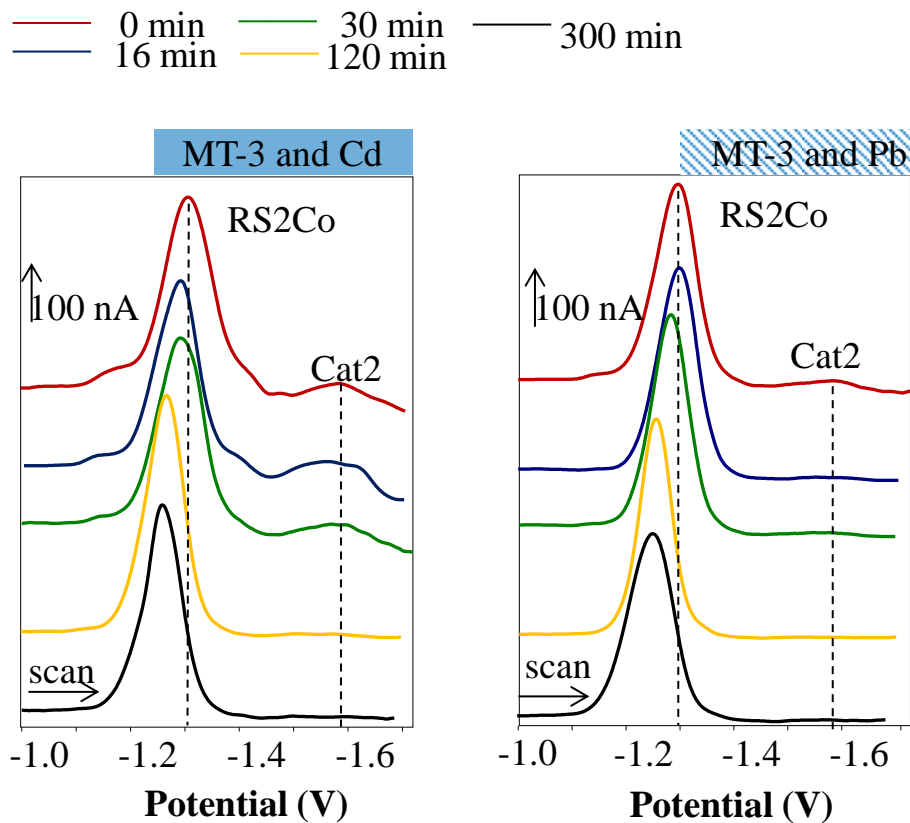 0 min
30 min
300 min
16 min
120 min
MT-3 and Cd
MT-3 and Pb
RS2Co
RS2Co
100 nA
100 nA
Cat2
Cat2
scan
scan
-1.0 -1.2 -1.4 -1.6
-1.0 -1.2 -1.4 -1.6
Potential (V)
Potential (V)